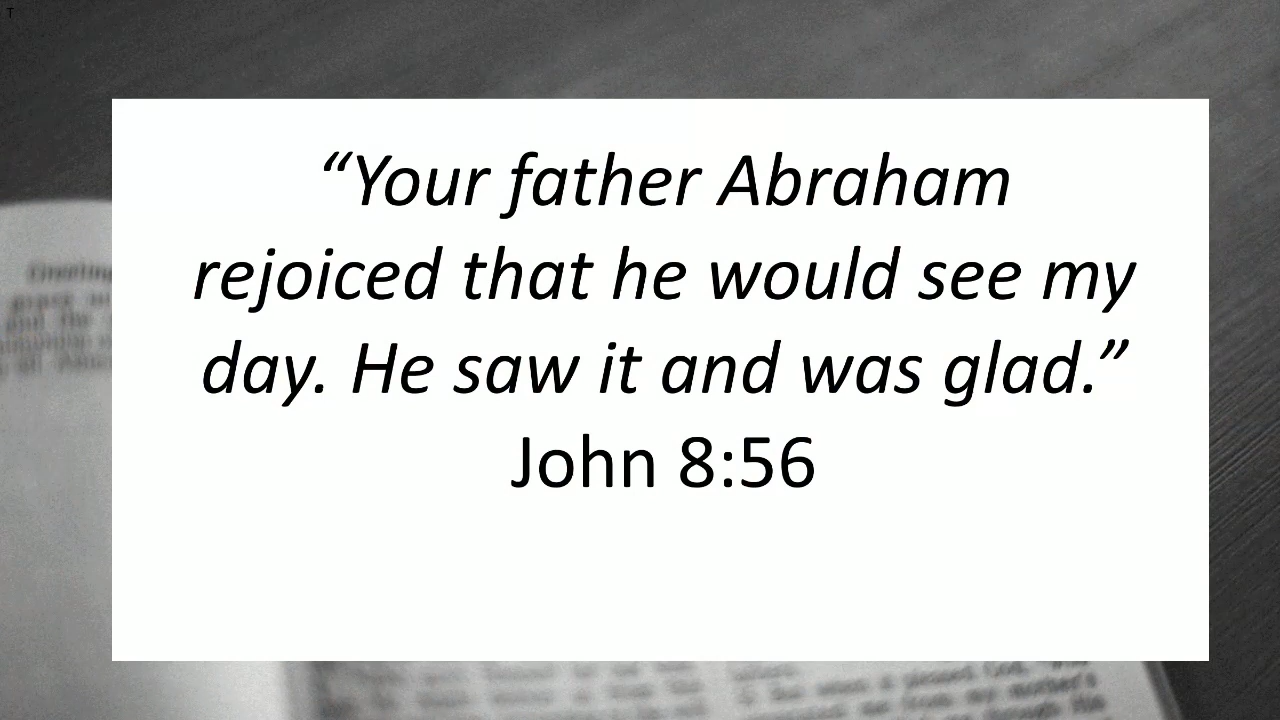 T
“Your father Abraham
rejoiced that he would see my
day. He saw it and was glad.”
John 8:56